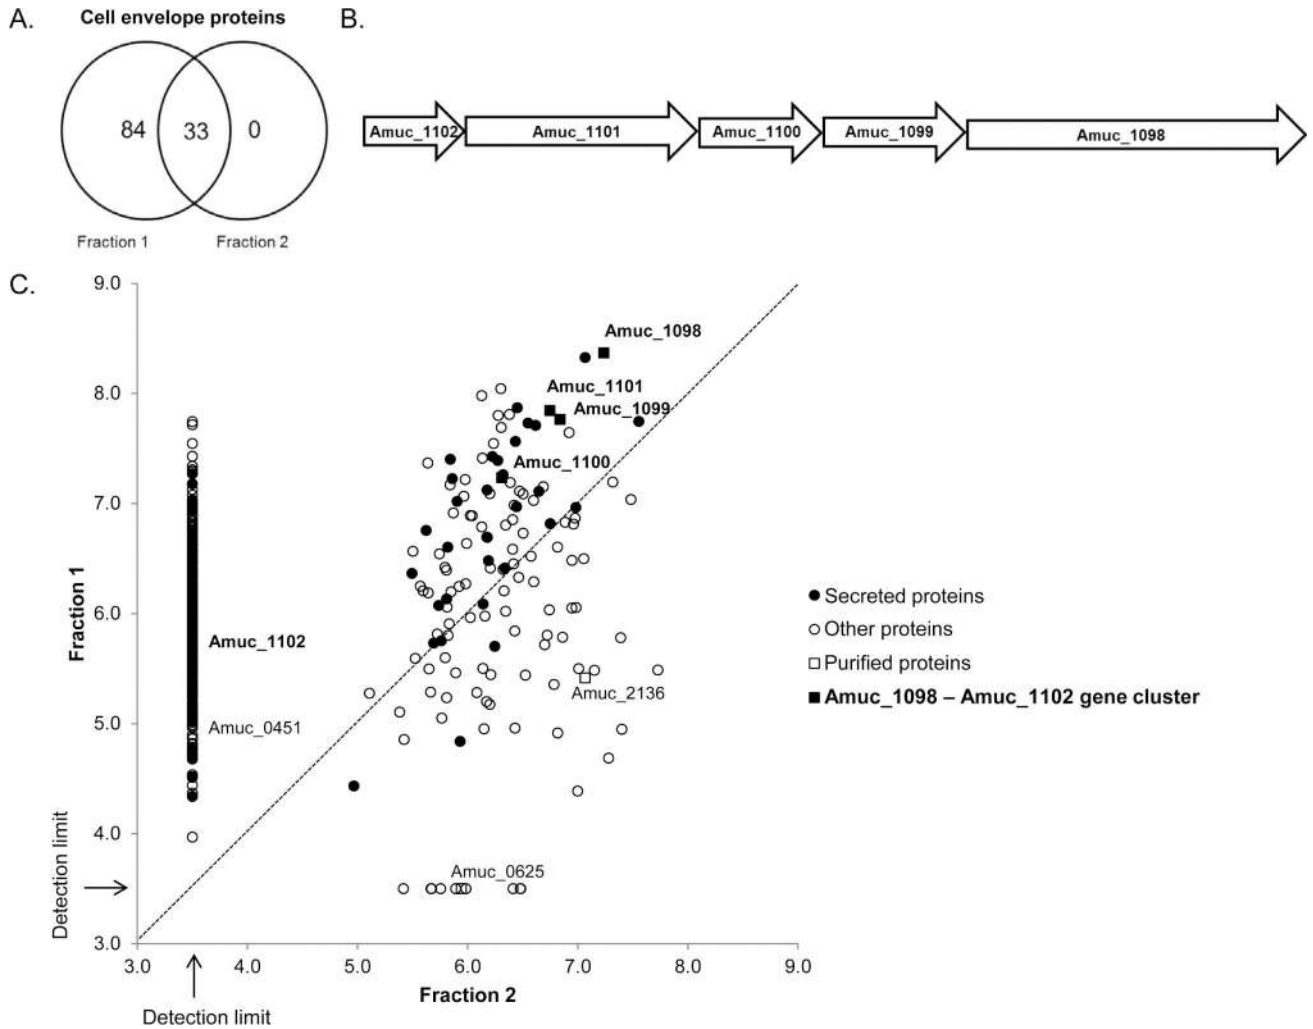 A.
Cell envelope proteins
84
33
0
Fraction 1
Fraction 2
B.
Amuc_1102
Amuc_1101
Amuc_1100
Amuc_1099
Amuc_1098
C.
9.0
8.0
7.0
6.0
5.0
4.0
3.0
Fraction 1
Detection limit
Amuc_1098
Amuc_1101
Amuc_1099
Amuc_1100
Amuc_1102
Amuc_0451
Amuc_2136
Amuc_0625
Secreted proteins
Other proteins
Purified proteins
Amuc_1098 – Amuc_1102 gene cluster
3.0
4.0
5.0
6.0
7.0
8.0
9.0
Fraction 2
Detection limit